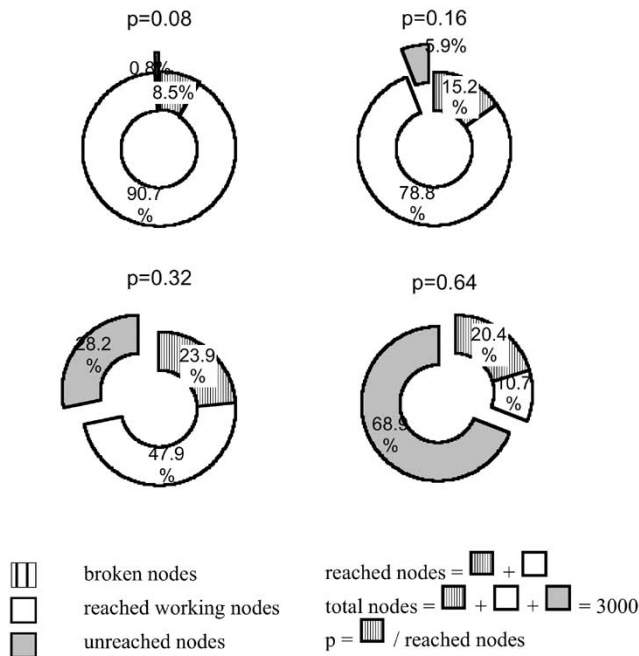 p=0.08
p=0.16
0.8%
8.5%
90.7
%
5.9%
15.2
%
78.8
%
p=0.32
p=0.64
28.2
%
23.9
%
47.9
%
20.4
%
10.7
%
68.9
%
broken nodes
reached working nodes
unreached nodes
reached nodes = +
total nodes = + + = 3000
p = / reached nodes